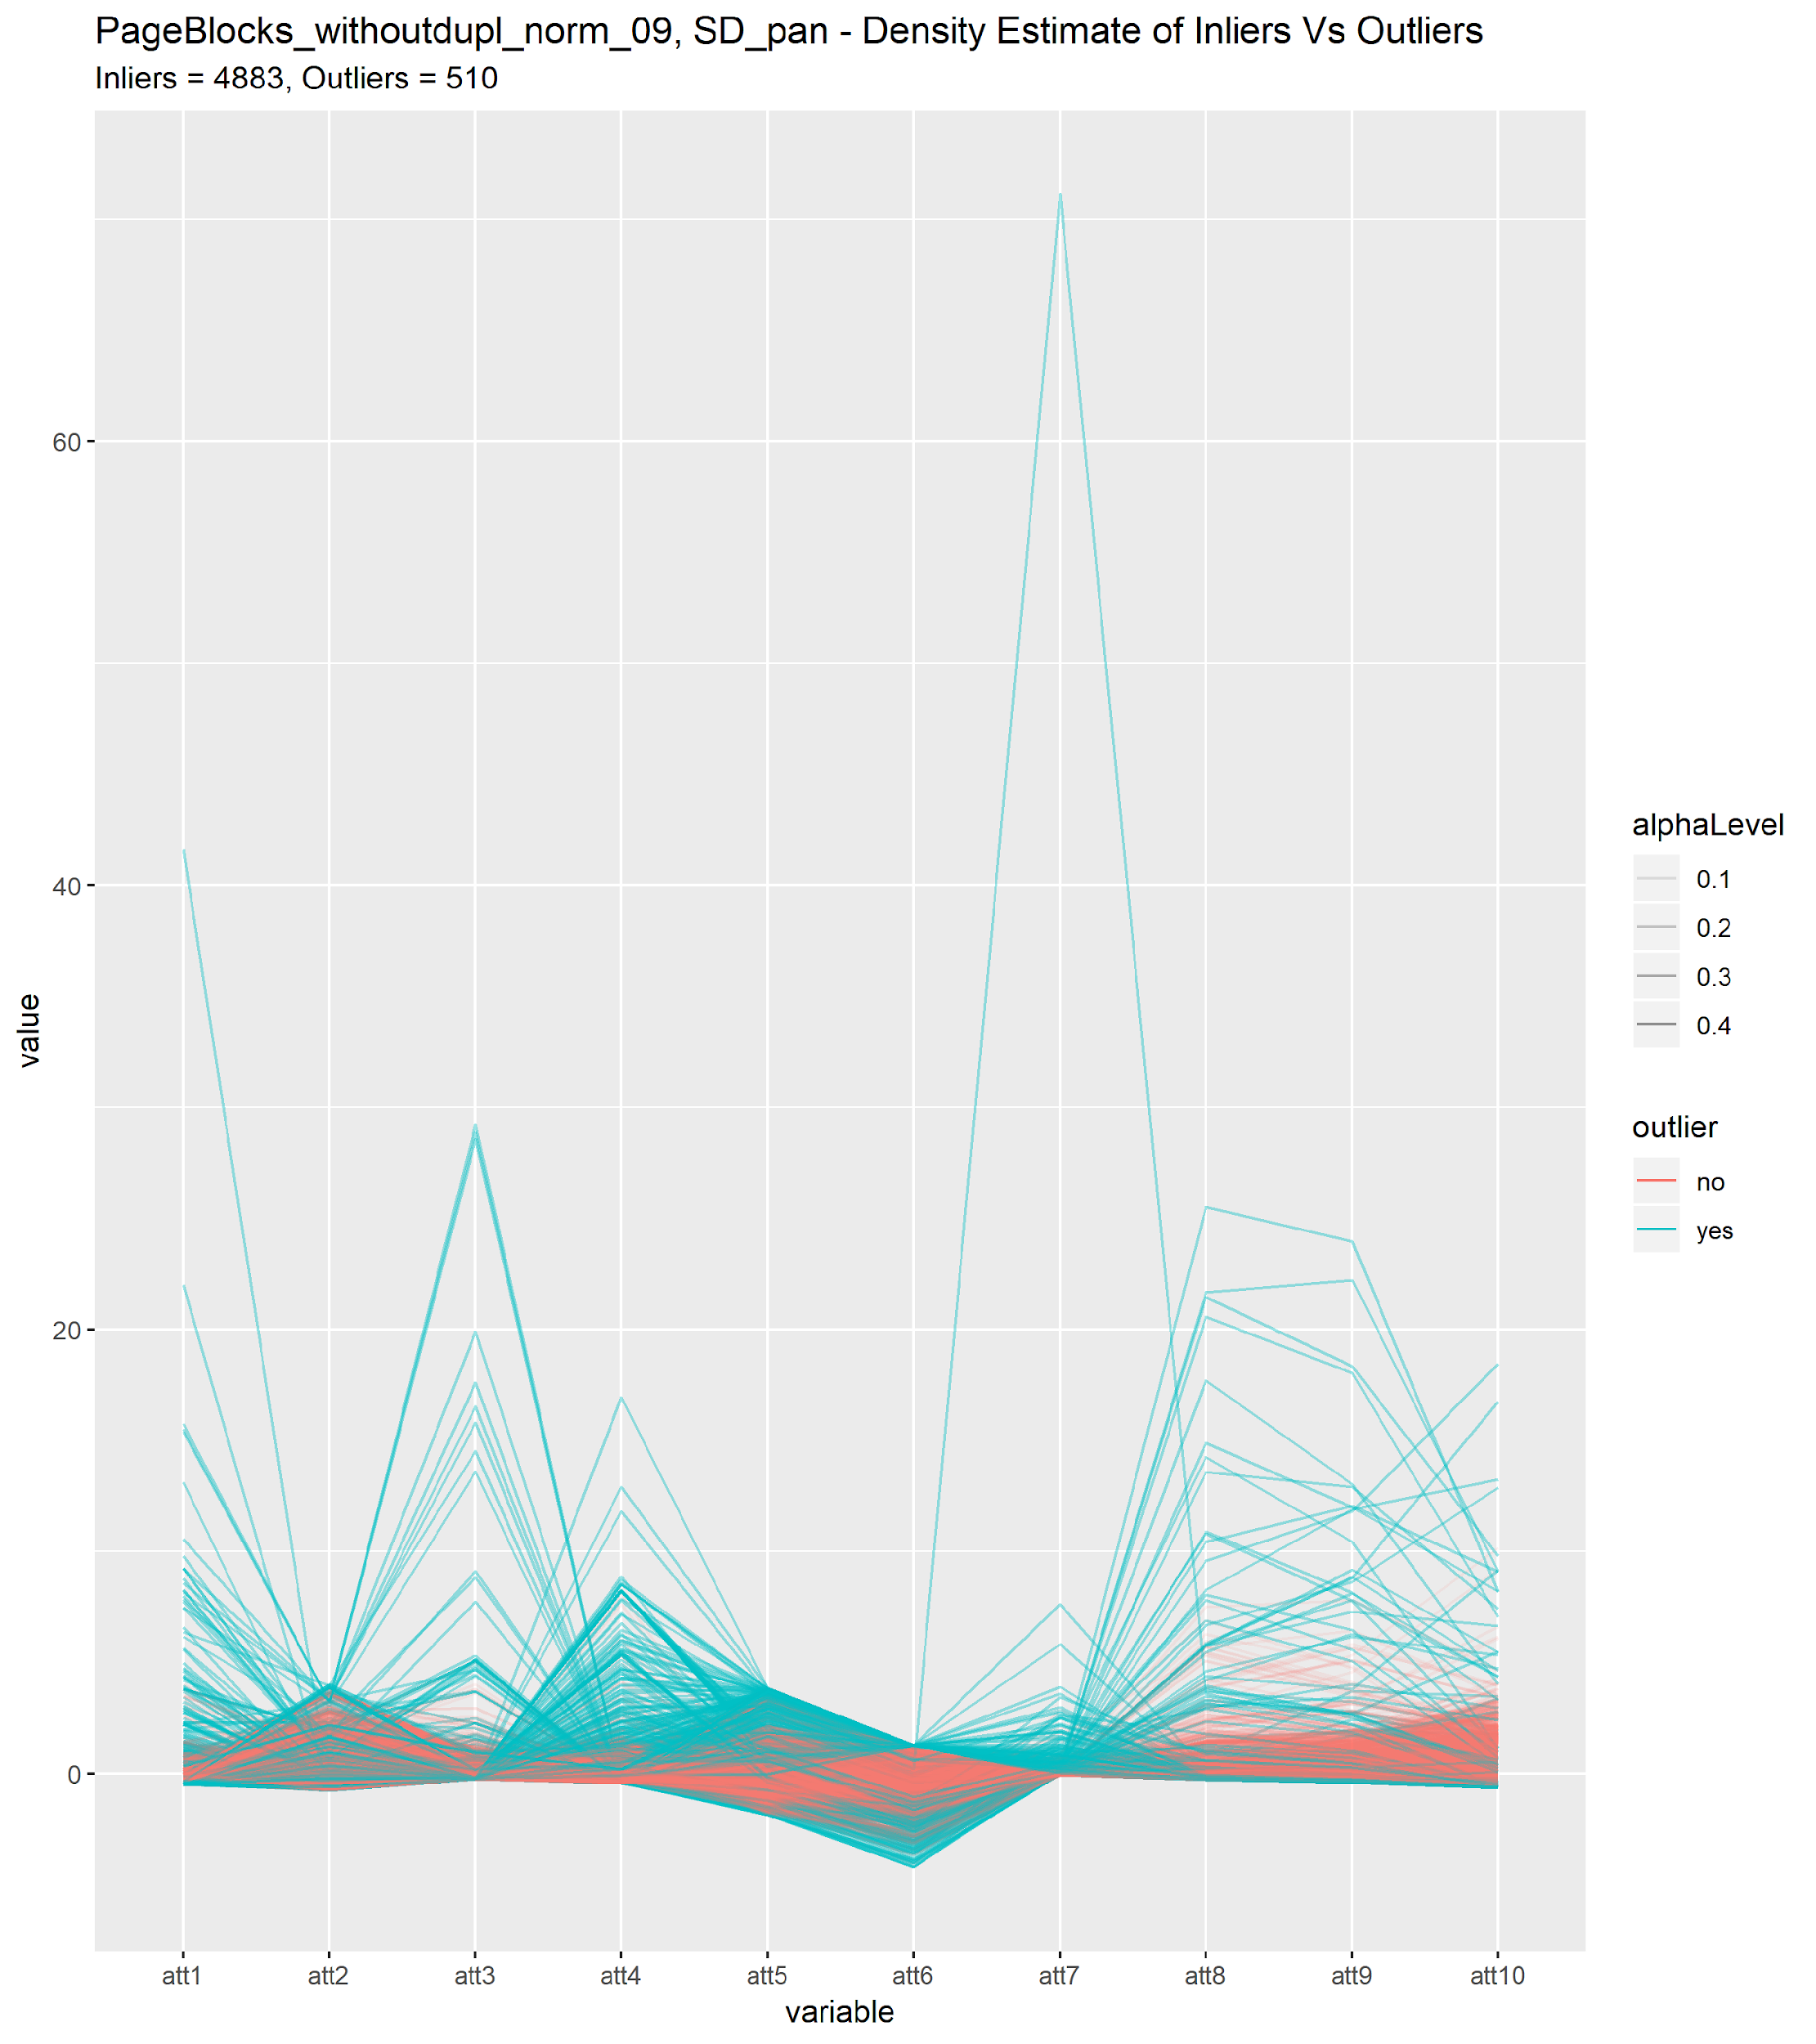 PageBlocks_withoutdupl_norm_09, SD_pan - Density Estimate of Inliers Vs Outliers
Inliers = 4883, Outliers = 510
60
40
20
0
value
att1 att2 att3 att4 att5 att6 att7 att8 att9 att10
variable
alphaLevel
0.1
0.2
0.3
0.4
outlier
no
yes